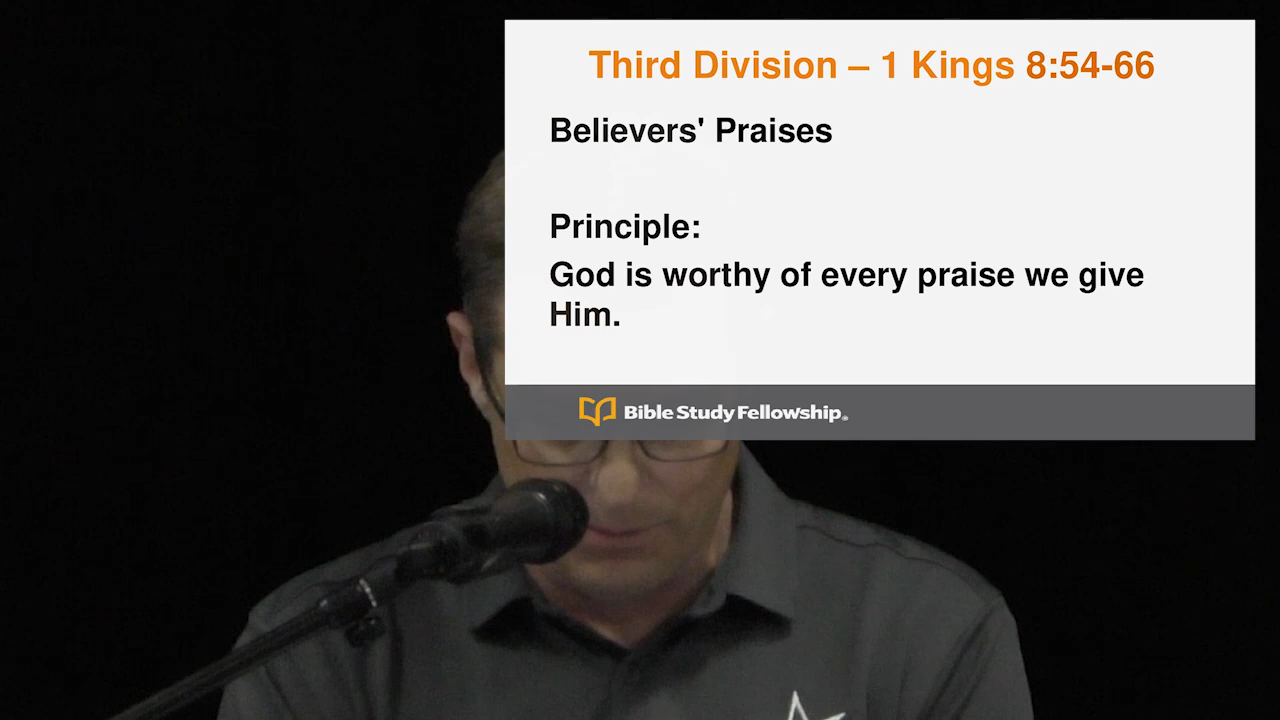 Third Division – 1 Kings 8:54-66
Believers' Praises
Principle:
God is worthy of every praise we give
Him.
Bible Study Fellowship®